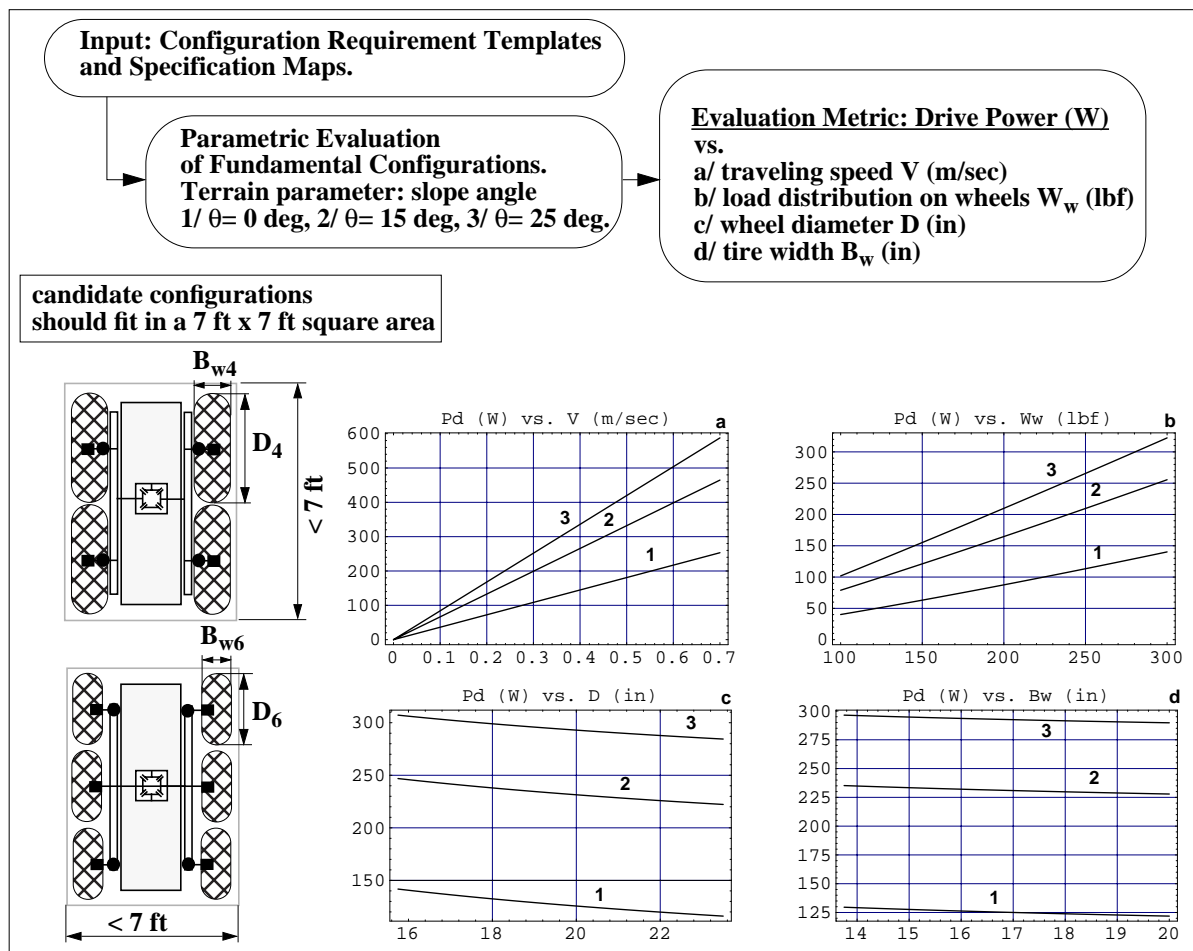 Input: Configuration Requirement Templates
and Specification Maps.
Parametric Evaluation
of Fundamental Configurations.
Terrain parameter: slope angle
1/ θ= 0 deg, 2/ θ= 15 deg, 3/ θ= 25 deg.
Evaluation Metric: Drive Power (W)
vs.
a/ traveling speed V (m/sec)
b/ load distribution on wheels Ww (lbf)
c/ wheel diameter D (in)
d/ tire width Bw (in)
candidate configurations
should fit in a 7 ft x 7 ft square area
Bw4
D4
< 7 ft
Bw6
D6
< 7 ft
Pd (W) vs. V (m/sec) a
600
500
400
300
200
100
0
3
2
1
0 0.1 0.2 0.3 0.4 0.5 0.6 0.7
Pd (W) vs. Ww (lbf) b
300
250
200
150
100
50
0
3
2
1
100 150 200 250 300
Pd (W) vs. D (in) c
300
250
200
150
3
2
1
16 18 20 22
Pd (W) vs. Bw (in) d
300
275
250
225
200
175
150
125
3
2
1
14 15 16 17 18 19 20